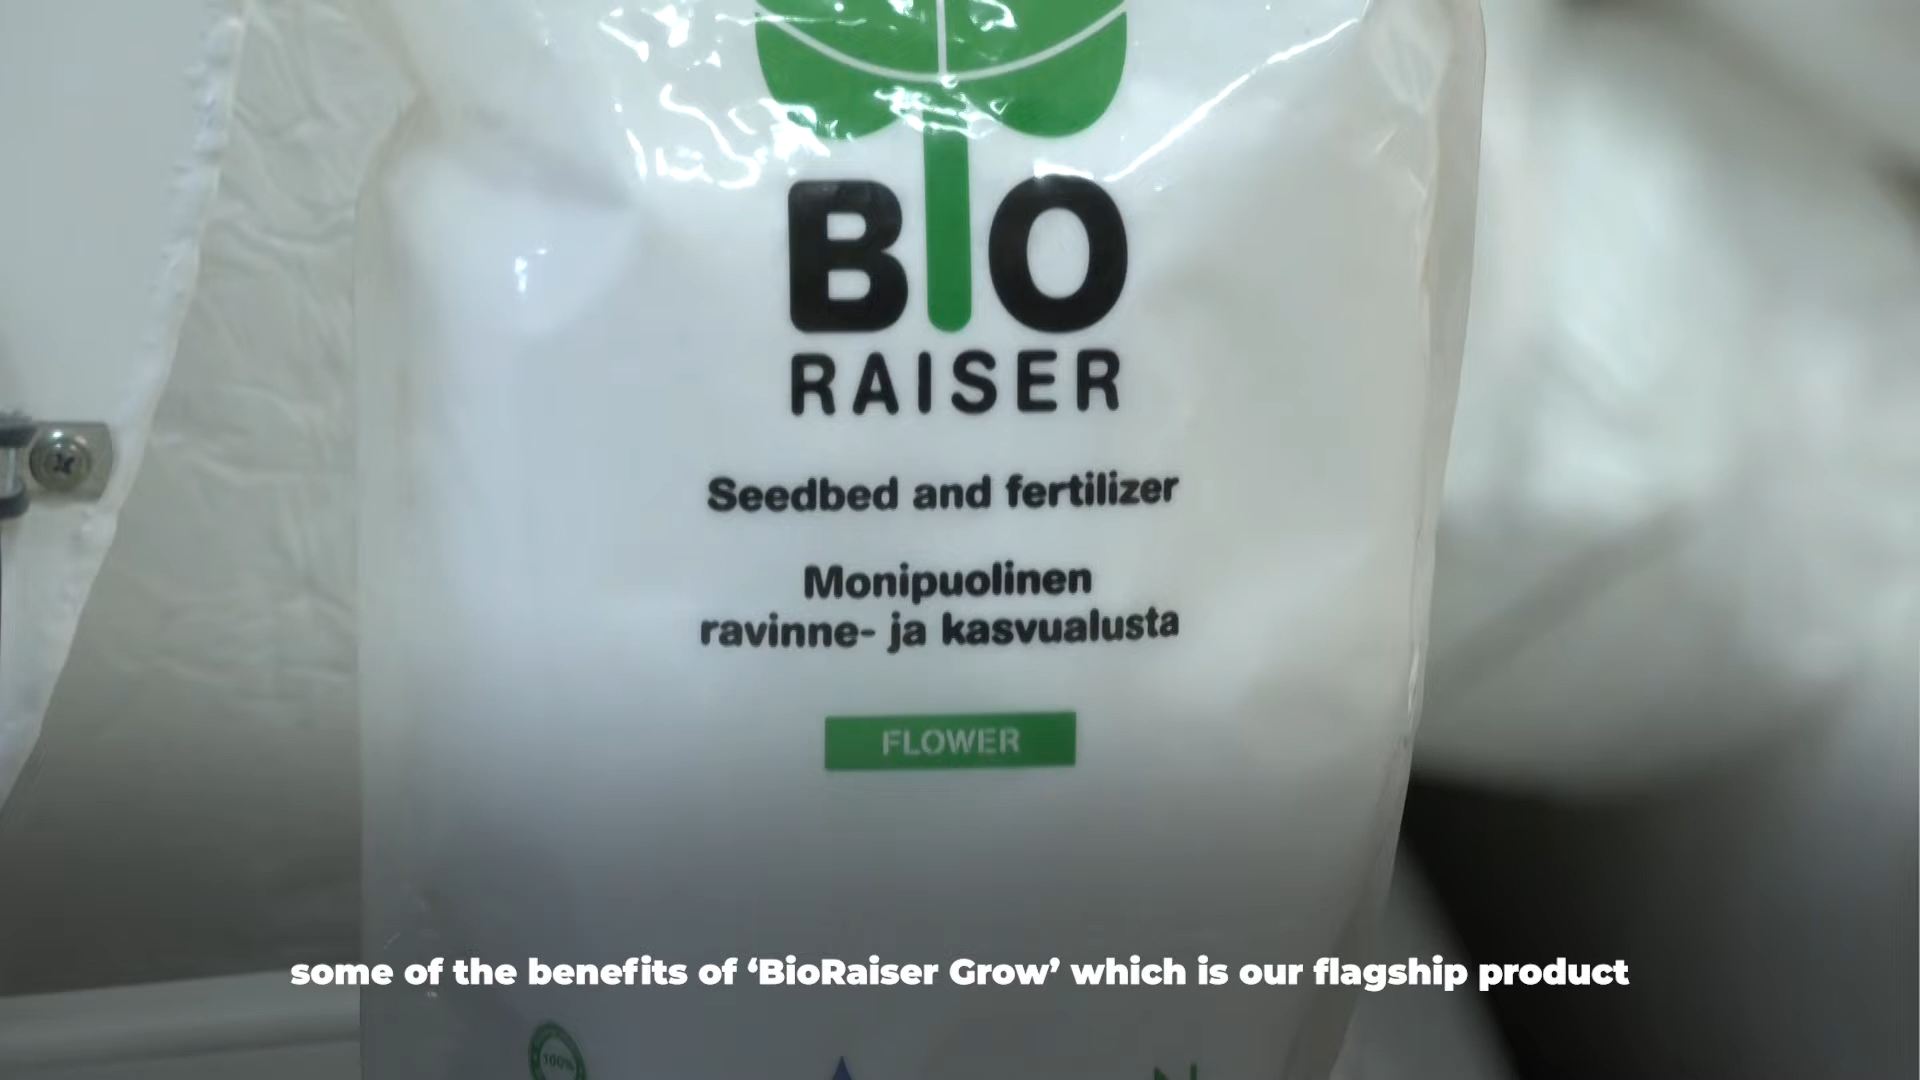 BIO
RAISER
Seedbed and fertilizer
Monipuolinen
ravinne- ja kasvualusta
FLOWER
some of the benefits of ‘BioRaiser Grow’ which is our flagship product
100%